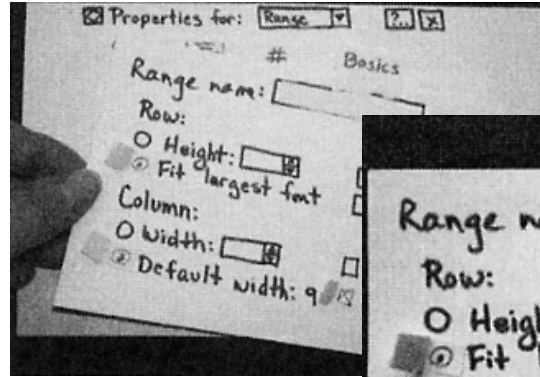 Properties for: Range ?..
# Basics
Range name:
Row:
Height:
Fit largest font
Column:
Width:
Default width: 9
Range n
Row:
Heigh
Fit